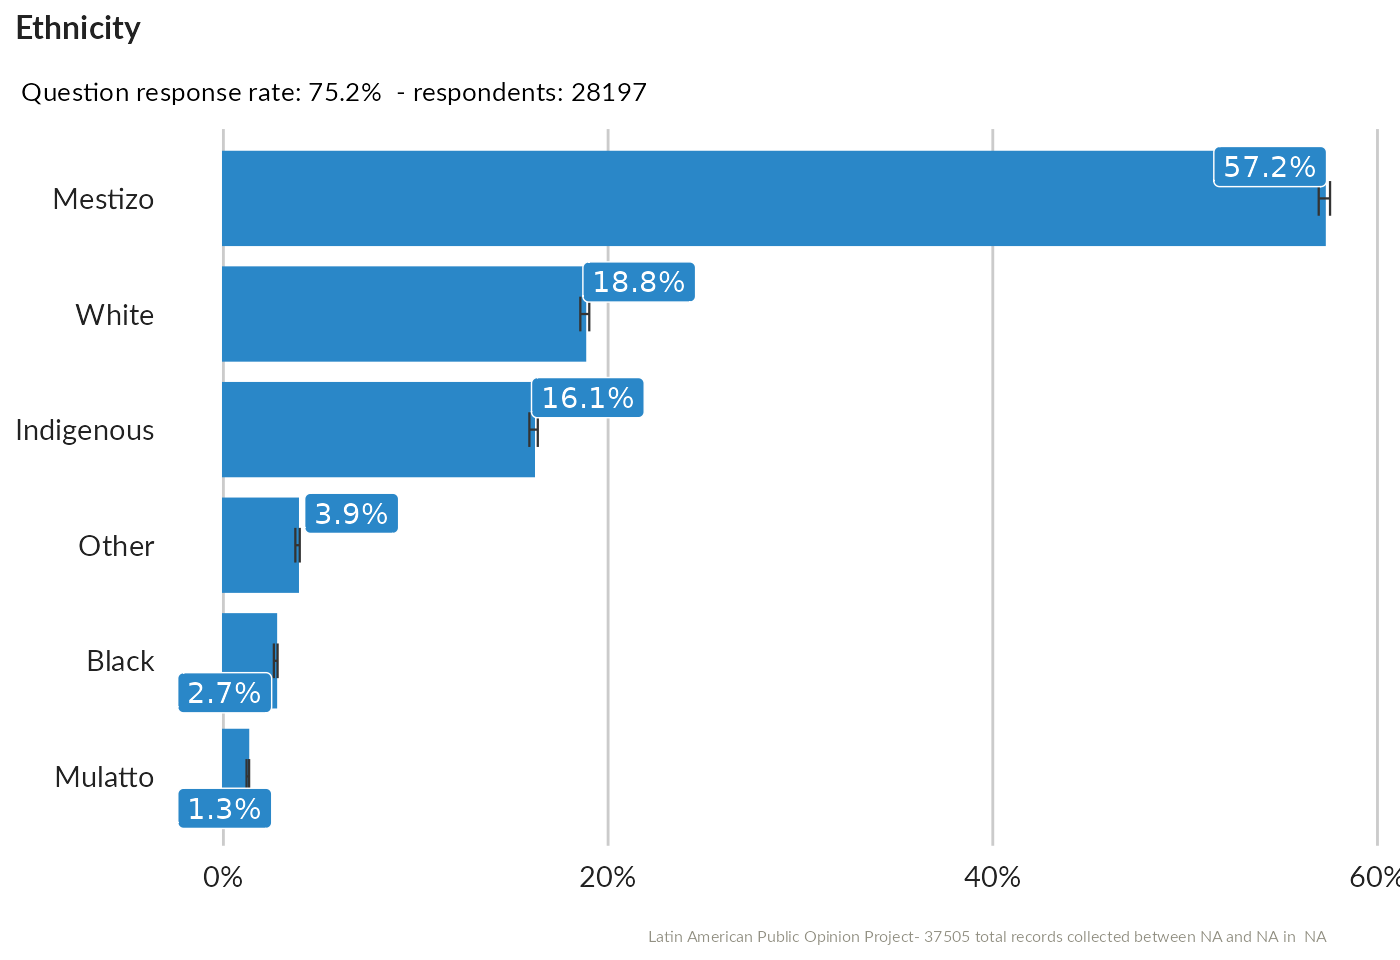 Ethnicity
Question response rate: 75.2%  - respondents: 28197
Mestizo 57.2%
White 18.8%
Indigenous 16.1%
Other 3.9%
Black 2.7%
Mulatto 1.3%
0% 20% 40% 60%
Latin American Public Opinion Project- 37505 total records collected between NA and NA in  NA